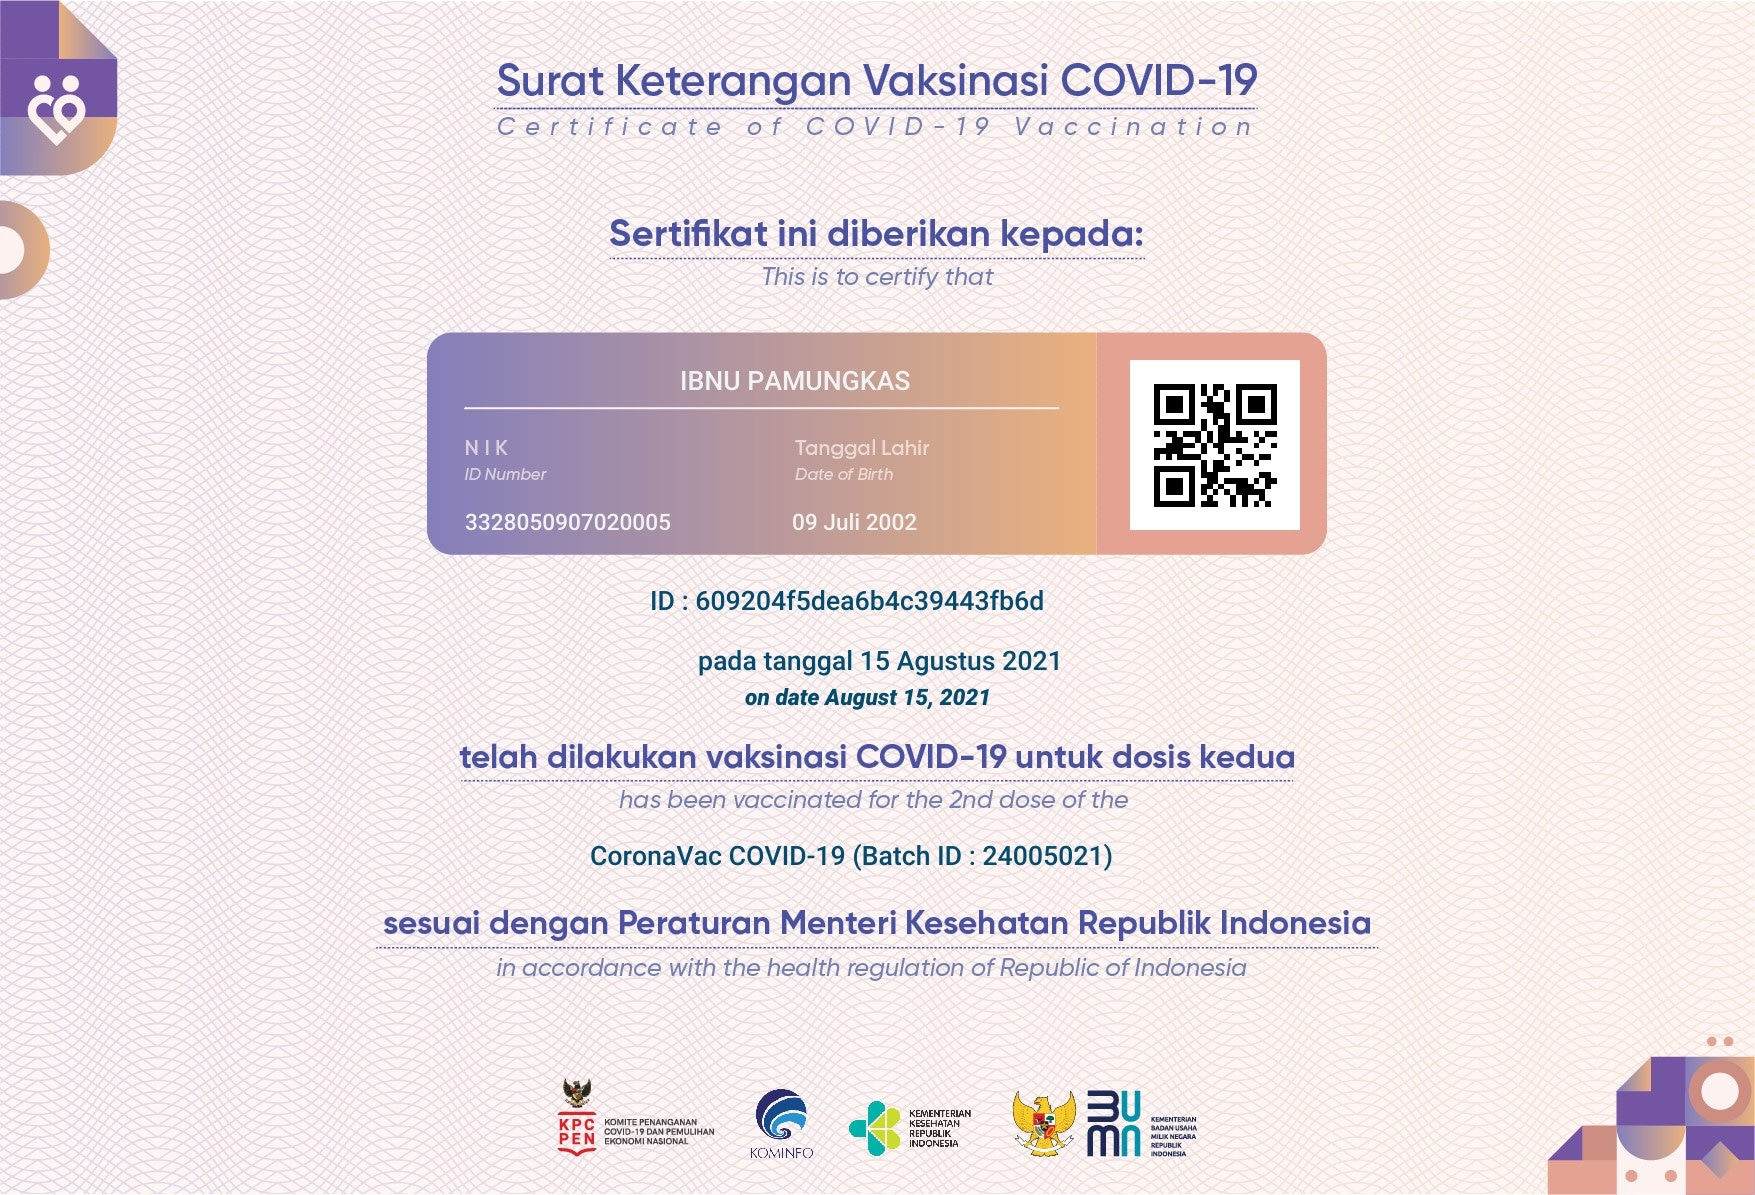 Surat Keterangan Vaksinasi COVID-19
Certificate of COVID-19 Vaccination
Sertifikat ini diberikan kepada:
This is to certify that
IBNU PAMUNGKAS
N I K
ID Number
3328050907020005
Tanggal Lahir
Date of Birth
09 Juli 2002
ID : 609204f5dea6b4c39443fb6d
pada tanggal 15 Agustus 2021
on date August 15, 2021
telah dilakukan vaksinasi COVID-19 untuk dosis kedua
has been vaccinated for the 2nd dose of the
CoronaVac COVID-19 (Batch ID : 24005021)
sesuai dengan Peraturan Menteri Kesehatan Republik Indonesia
in accordance with the health regulation of Republic of Indonesia
KPC
PEN
KOMITE PENANGANAN
COVID-19 DAN PEMULIHAN
EKONOMI NASIONAL
KOMINFO
KEMENTERIAN
KESEHATAN
REPUBLIK
INDONESIA
BUMN
KEMENTERIAN
BADAN USAHA
MILIK NEGARA
REPUBLIK
INDONESIA